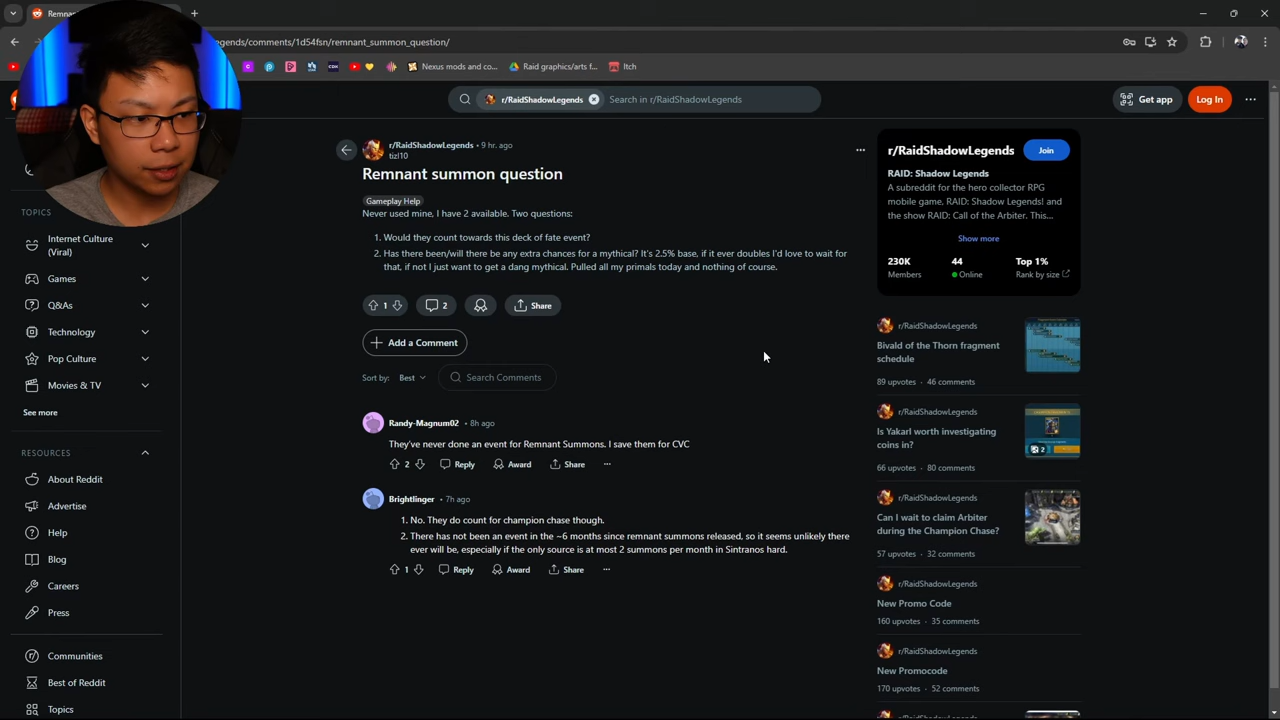 Remnan
egends/comments/1d54fsn/remnant_summon_question/
Nexus mods and co...
Raid graphics/arts f...
Itch
r/RaidShadowLegends
Search in r/RaidShadowLegends
Get app
Log In
r/RaidShadowLegends • 9 hr. ago
tizl10
Remnant summon question
Gameplay Help
Never used mine, I have 2 available. Two questions:
1. Would they count towards this deck of fate event?
2. Has there been/will there be any extra chances for a mythical? It's 2.5% base, if it ever doubles I'd love to wait for
that, if not I just want to get a dang mythical. Pulled all my primals today and nothing of course.
1
2
Share
Add a Comment
Sort by: Best
Search Comments
Randy-Magnum02 • 8h ago
They've never done an event for Remnant Summons. I save them for CVC
2 Reply Award Share
Brightlinger • 7h ago
1. No. They do count for champion chase though.
2. There has not been an event in the ~6 months since remnant summons released, so it seems unlikely there
ever will be, especially if the only source is at most 2 summons per month in Sintranos hard.
1 Reply Award Share
TOPICS
Internet Culture
(Viral)
Games
Q&As
Technology
Pop Culture
Movies & TV
See more
RESOURCES
About Reddit
Advertise
Help
Blog
Careers
Press
Communities
Best of Reddit
Topics
r/RaidShadowLegends
Join
RAID: Shadow Legends
A subreddit for the hero collector RPG
mobile game, RAID: Shadow Legends! and
the show RAID: Call of the Arbiter. This...
Show more
230K 44 Top 1%
Members Online Rank by size
r/RaidShadowLegends
Bivald of the Thorn fragment
schedule
89 upvotes · 46 comments
r/RaidShadowLegends
Is Yakarl worth investigating
coins in?
66 upvotes · 80 comments
r/RaidShadowLegends
Can I wait to claim Arbiter
during the Champion Chase?
57 upvotes · 32 comments
r/RaidShadowLegends
New Promo Code
160 upvotes · 35 comments
r/RaidShadowLegends
New Promocode
170 upvotes · 52 comments